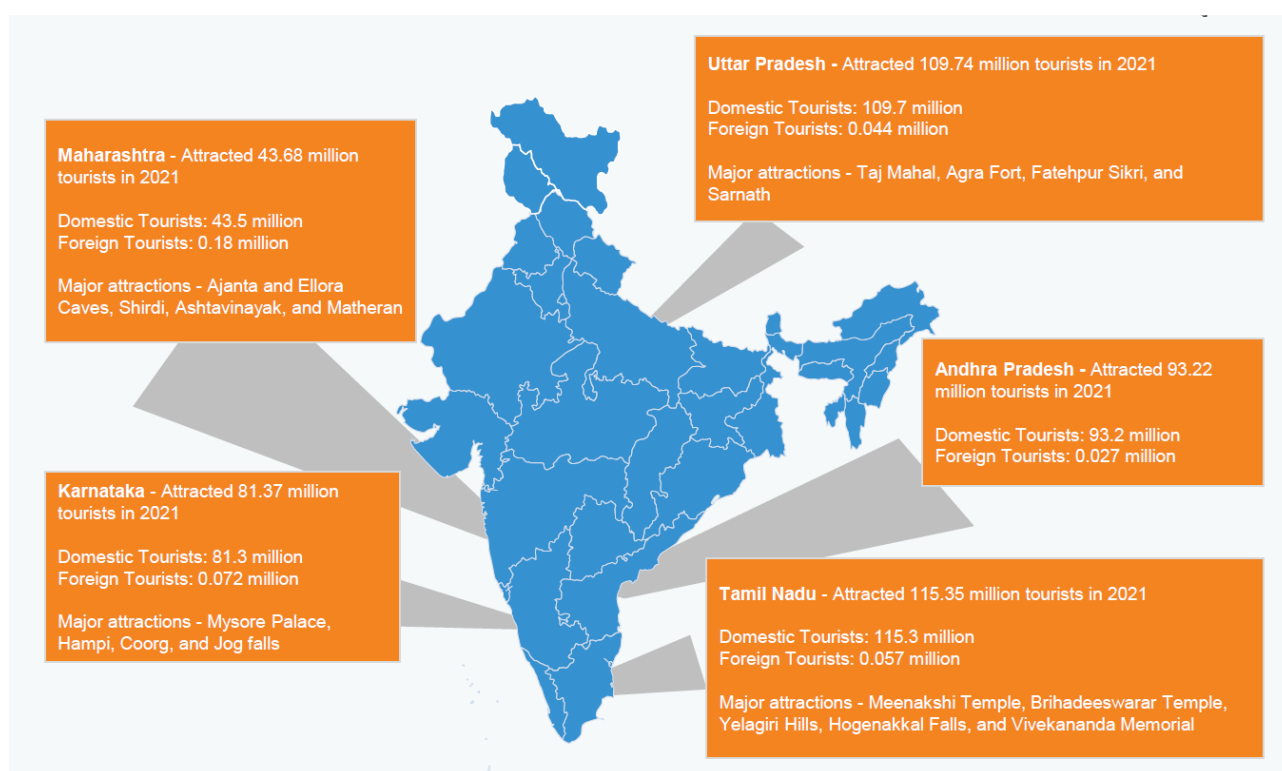 Uttar Pradesh - Attracted 109.74 million tourists in 2021
Domestic Tourists: 109.7 million
Foreign Tourists: 0.044 million
Major attractions - Taj Mahal, Agra Fort, Fatehpur Sikri, and
Sarnath
Maharashtra - Attracted 43.68 million
tourists in 2021
Domestic Tourists: 43.5 million
Foreign Tourists: 0.18 million
Major attractions - Ajanta and Ellora
Caves, Shirdi, Ashtavinayak, and Matheran
Andhra Pradesh - Attracted 93.22
million tourists in 2021
Domestic Tourists: 93.2 million
Foreign Tourists: 0.027 million
Karnataka - Attracted 81.37 million
tourists in 2021
Domestic Tourists: 81.3 million
Foreign Tourists: 0.072 million
Major attractions - Mysore Palace,
Hampi, Coorg, and Jog falls
Tamil Nadu - Attracted 115.35 million tourists in 2021
Domestic Tourists: 115.3 million
Foreign Tourists: 0.057 million
Major attractions - Meenakshi Temple, Brihadeeswarar Temple,
Yelagiri Hills, Hogenakkal Falls, and Vivekananda Memorial